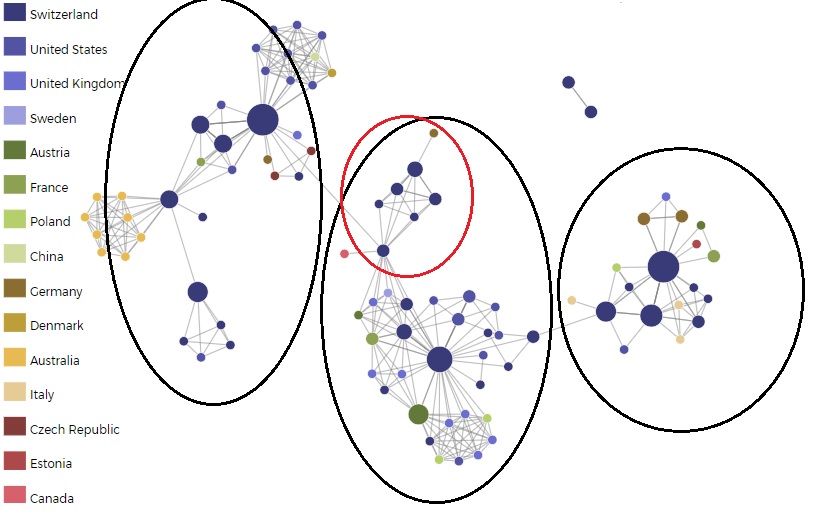 Switzerland
United States
United Kingdom
Sweden
Austria
France
Poland
China
Germany
Denmark
Australia
Italy
Czech Republic
Estonia
Canada